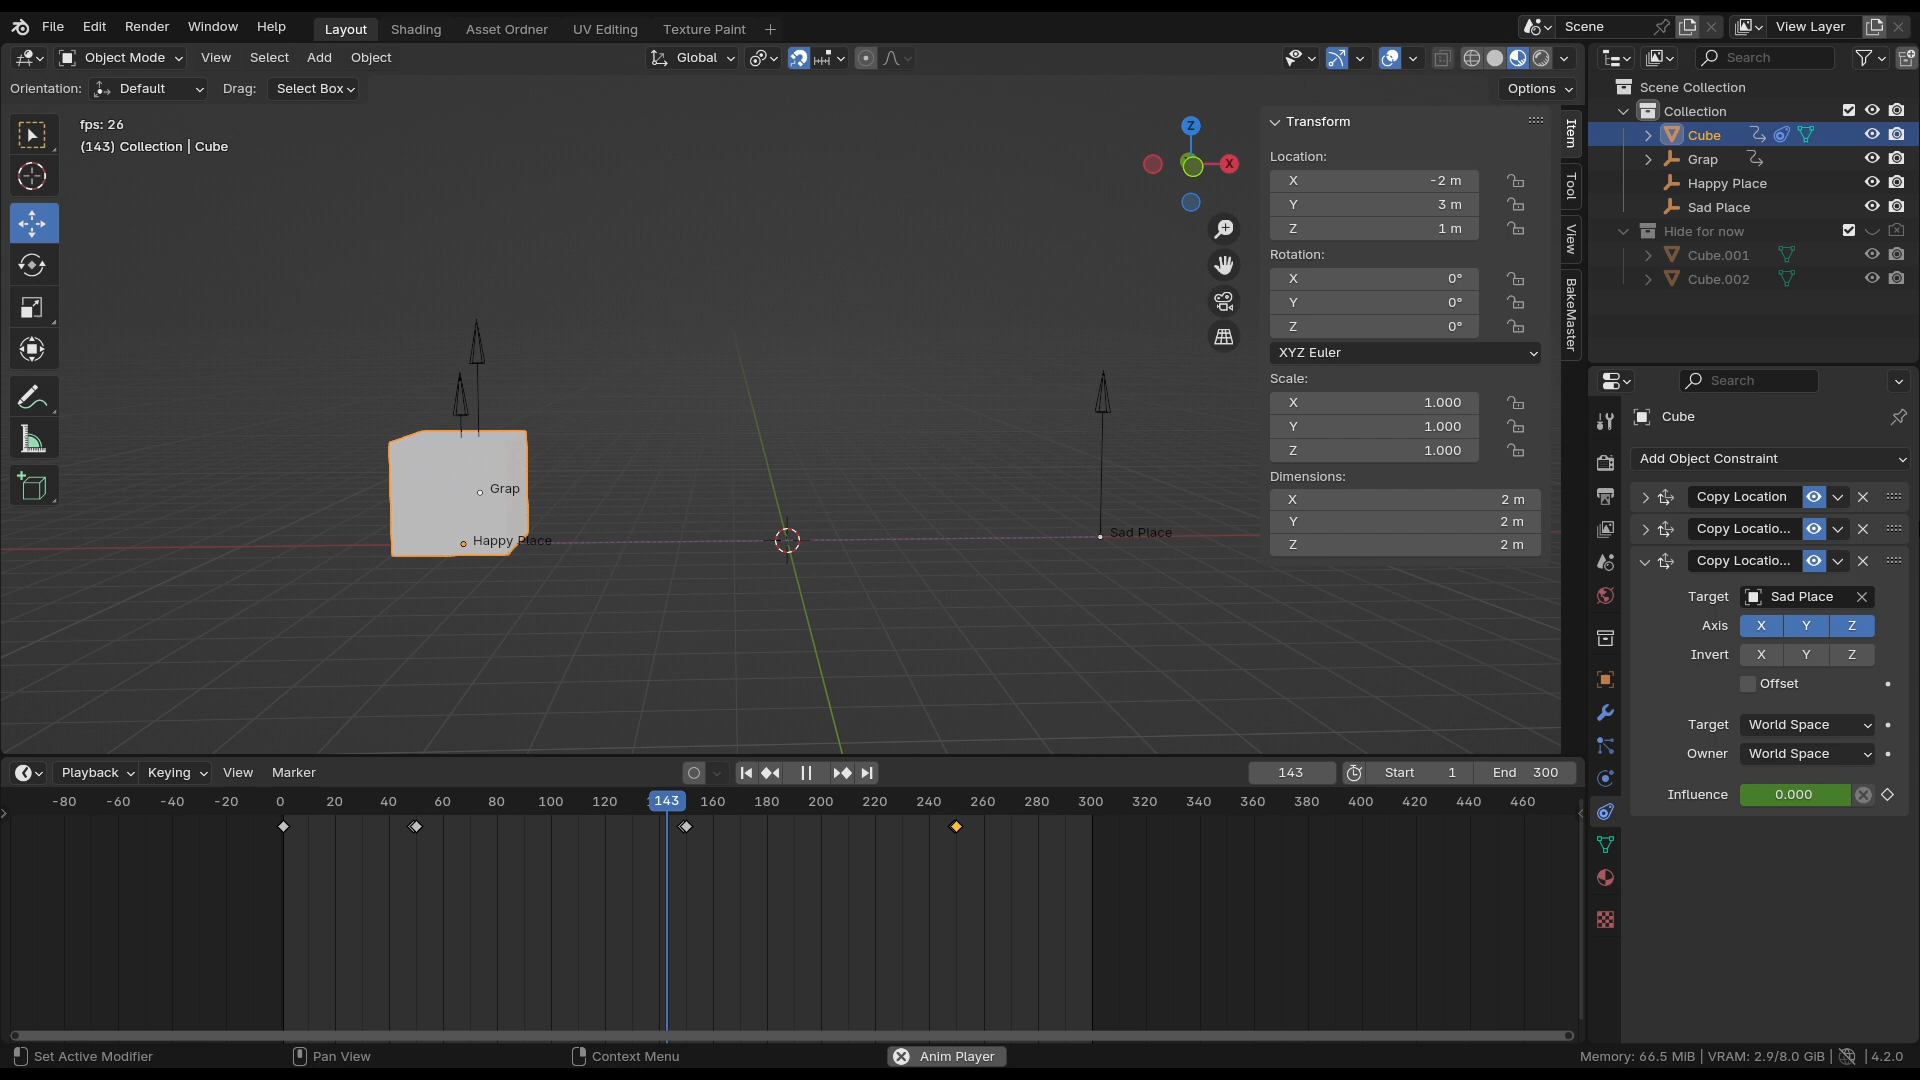 File Edit Render Window Help Layout Shading Asset Ordner UV Editing Texture Paint + Scene View Layer
Object Mode View Select Add Object Global Search
Orientation: Default Drag: Select Box Options
fps: 26
(143) Collection | Cube
Z
X
Transform
Location:
X -2 m
Y 3 m
Z 1 m
Rotation:
X 0°
Y 0°
Z 0°
XYZ Euler
Scale:
X 1.000
Y 1.000
Z 1.000
Dimensions:
X 2 m
Y 2 m
Z 2 m
Item
Tool
View
BakeMaster
Grap
Happy Place
Sad Place
Scene Collection
Collection
Cube
Grap
Happy Place
Sad Place
Hide for now
Cube.001
Cube.002
Search
Cube
Add Object Constraint
Copy Location
Copy Locatio...
Copy Locatio...
Target Sad Place
Axis X Y Z
Invert X Y Z
Offset
Target World Space
Owner World Space
Influence 0.000
Playback Keying View Marker 143 Start 1 End 300
-80 -60 -40 -20 0 20 40 60 80 100 120 143 160 180 200 220 240 260 280 300 320 340 360 380 400 420 440 460
Set Active Modifier Pan View Context Menu Anim Player Memory: 66.5 MiB | VRAM: 2.9/8.0 GiB | 4.2.0